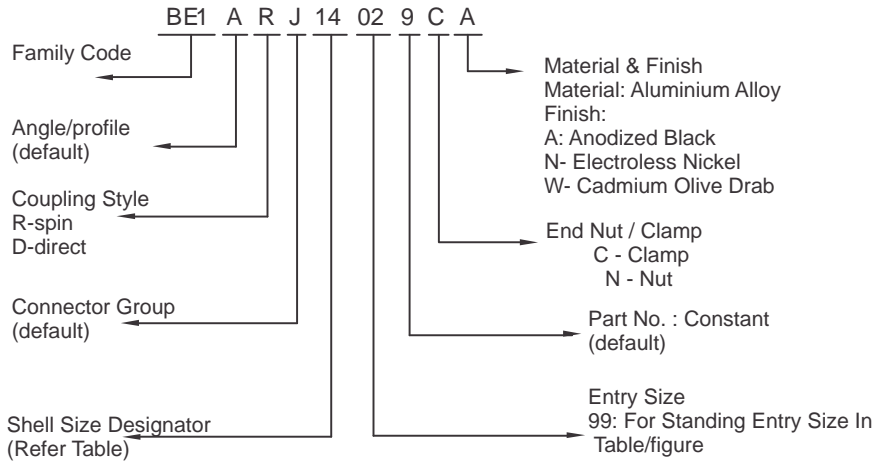 BE1 A R J 14 02 9 C A
Family Code
Angle/profile
(default)
Coupling Style
R-spin
D-direct
Connector Group
(default)
Shell Size Designator
(Refer Table)
Material & Finish
Material: Aluminium Alloy
Finish:
A: Anodized Black
N- Electroless Nickel
W- Cadmium Olive Drab
End Nut / Clamp
C - Clamp
N - Nut
Part No. : Constant
(default)
Entry Size
99: For Standing Entry Size In
Table/figure